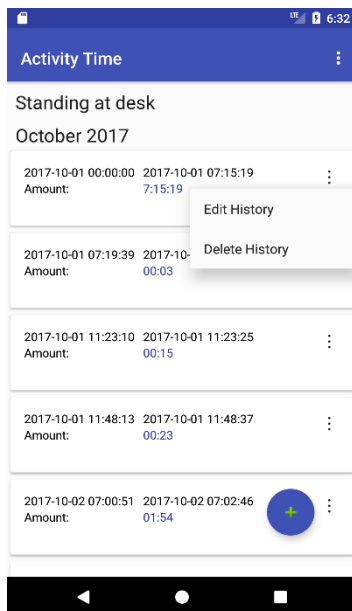 LTE 6:32
Activity Time
Standing at desk
October 2017
2017-10-01 00:00:00 2017-10-01 07:15:19
Amount: 7:15:19
Edit History
Delete History
2017-10-01 07:19:39 2017-10-
Amount: 00:03
2017-10-01 11:23:10 2017-10-01 11:23:25
Amount: 00:15
2017-10-01 11:48:13 2017-10-01 11:48:37
Amount: 00:23
2017-10-02 07:00:51 2017-10-02 07:02:46
Amount: 01:54
+